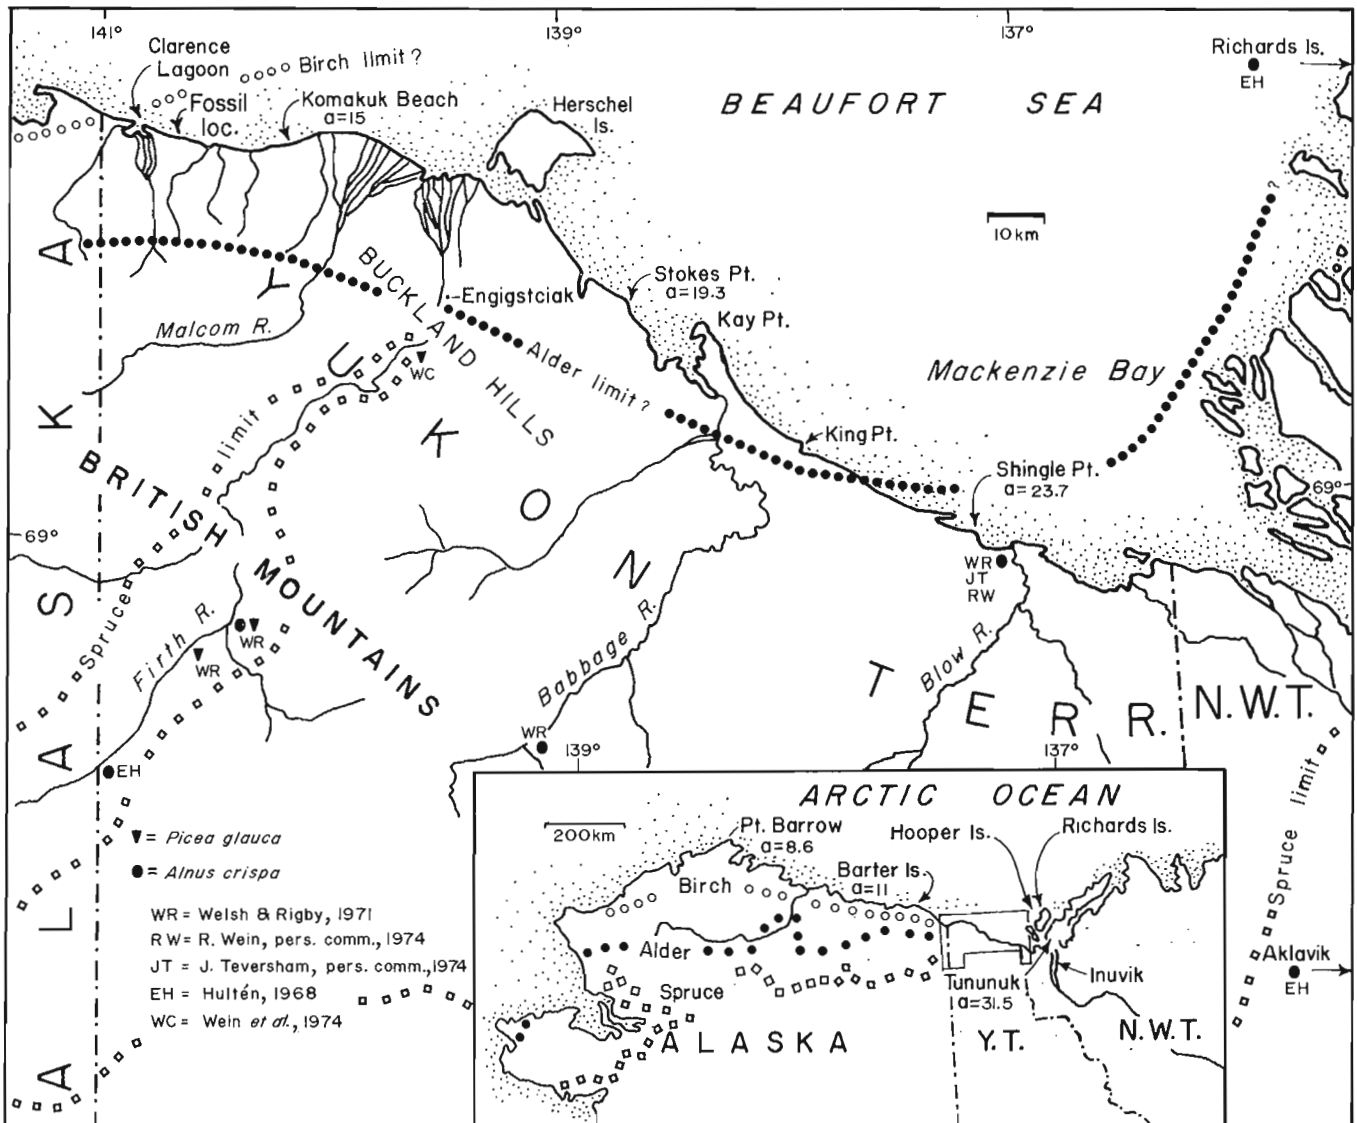 141°
139°
137°
Clarence
Lagoon
Birch limit?
Richards Is.
EH
Fossil
loc.
Komakuk Beach
a=15
Herschel
Is.
BEAUFORT SEA
10 km
BUCKLAND HILLS
Engigstciak
Stokes Pt.
a=19.3
Kay Pt.
Malcom R.
Alder limit?
WC
Mackenzie Bay
King Pt.
Shingle Pt.
a=23.7
69°
69°
limit
Spruce
BRITISH MOUNTAINS
YUKON TERR.
N.W.T.
ALASKA
WR
JT
RW
Firth R.
WR
WR
Babbage R.
Blow R.
WR
EH
139°
137°
Spruce limit
Aklavik
EH
= Picea glauca
= Alnus crispa
WR = Welsh & Rigby, 1971
RW = R. Wein, pers. comm., 1974
JT = J. Teversham, pers. comm., 1974
EH = Hultén, 1968
WC = Wein et al., 1974
ARCTIC OCEAN
200 km
Pt. Barrow
a=8.6
Hooper Is.
Richards Is.
Barter Is.
a=11
Birch
Alder
Spruce
Tununuk
a=31.5
Inuvik
ALASKA
Y.T.
N.W.T.